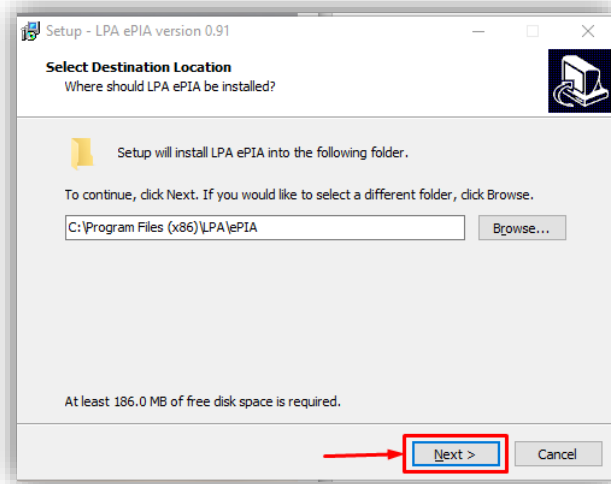 Setup - LPA ePIA version 0.91
Select Destination Location
Where should LPA ePIA be installed?
Setup will install LPA ePIA into the following folder.
To continue, click Next. If you would like to select a different folder, click Browse.
C:\Program Files (x86)\LPA\ePIA
Browse...
At least 186.0 MB of free disk space is required.
Next >
Cancel